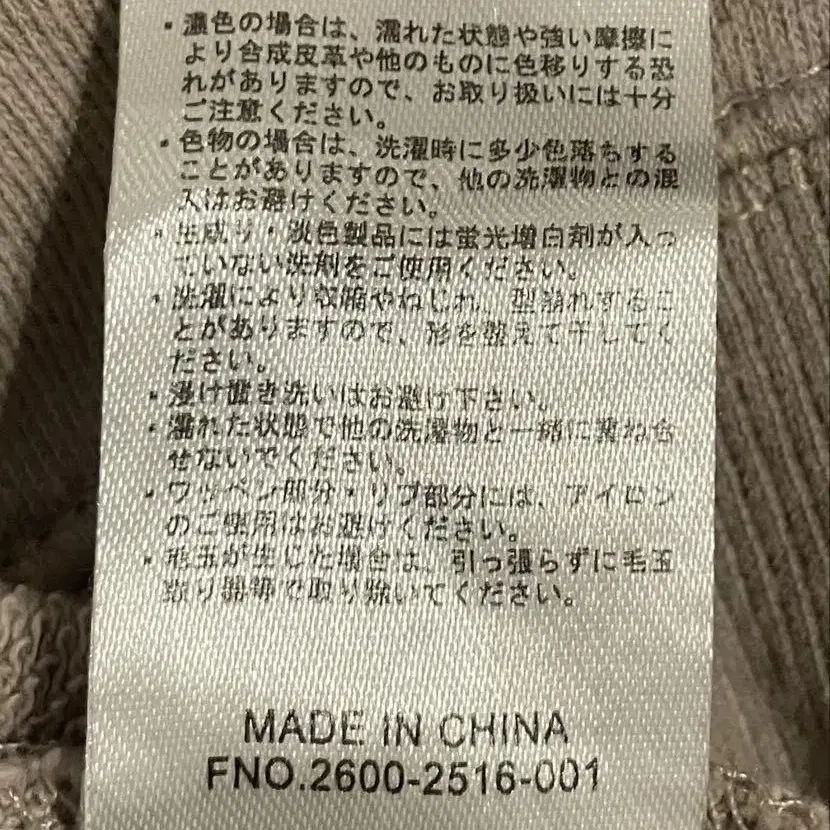 ・濃色の場合は、濡れた状態や強い摩擦に
より合成皮革や他のものに色移りする恐
れがありますので、お取り扱いには十分
ご注意ください。
・色物の場合は、洗濯時に多少色落ちする
ことがありますので、他の洗濯物との混
入はお避けください。
・生成り・淡色製品には蛍光増白剤が入っ
ていない洗剤をご使用ください。
・洗濯により収縮やねじれ、型崩れするこ
とがありますので、形を整えて干してく
ださい。
・浸け置き洗いはお避け下さい。
・濡れた状態で他の洗濯物と一緒に重ね合
せないでください。
・ワッペン部分・リブ部分には、アイロン
のご使用はお避けください。
・毛玉が生じた場合は、引っ張らずに毛玉
取り器等で取り除いてください。
MADE IN CHINA
FNO.2600-2516-001